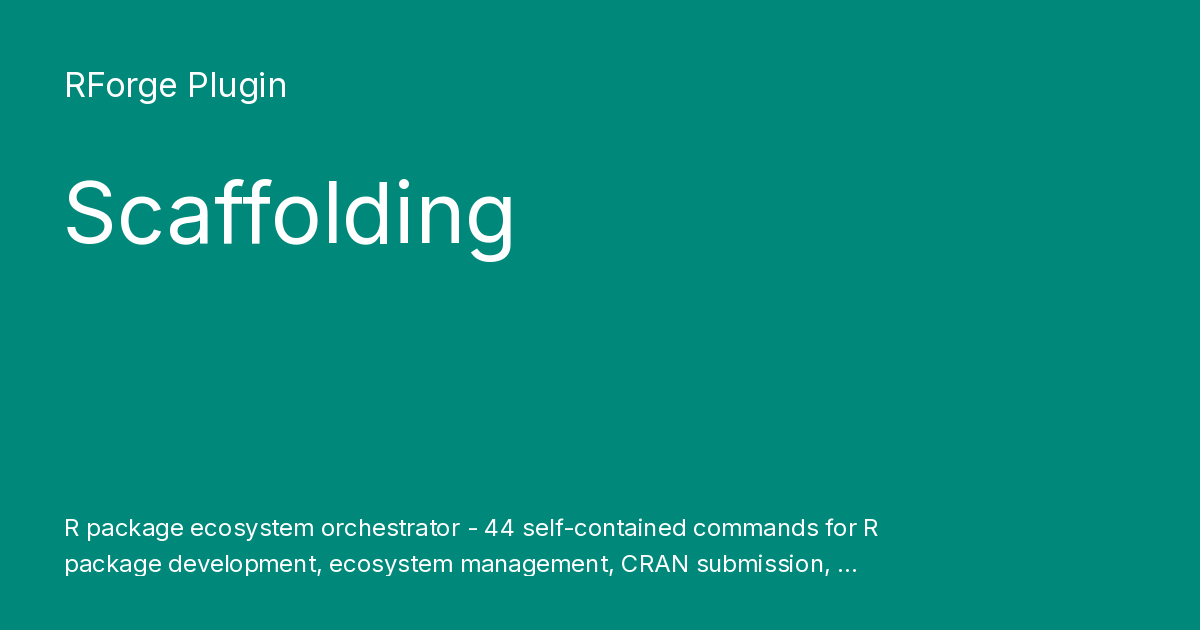 RForge Plugin
Scaffolding
R package ecosystem orchestrator - 44 self-contained commands for R
package development, ecosystem management, CRAN submission, ...